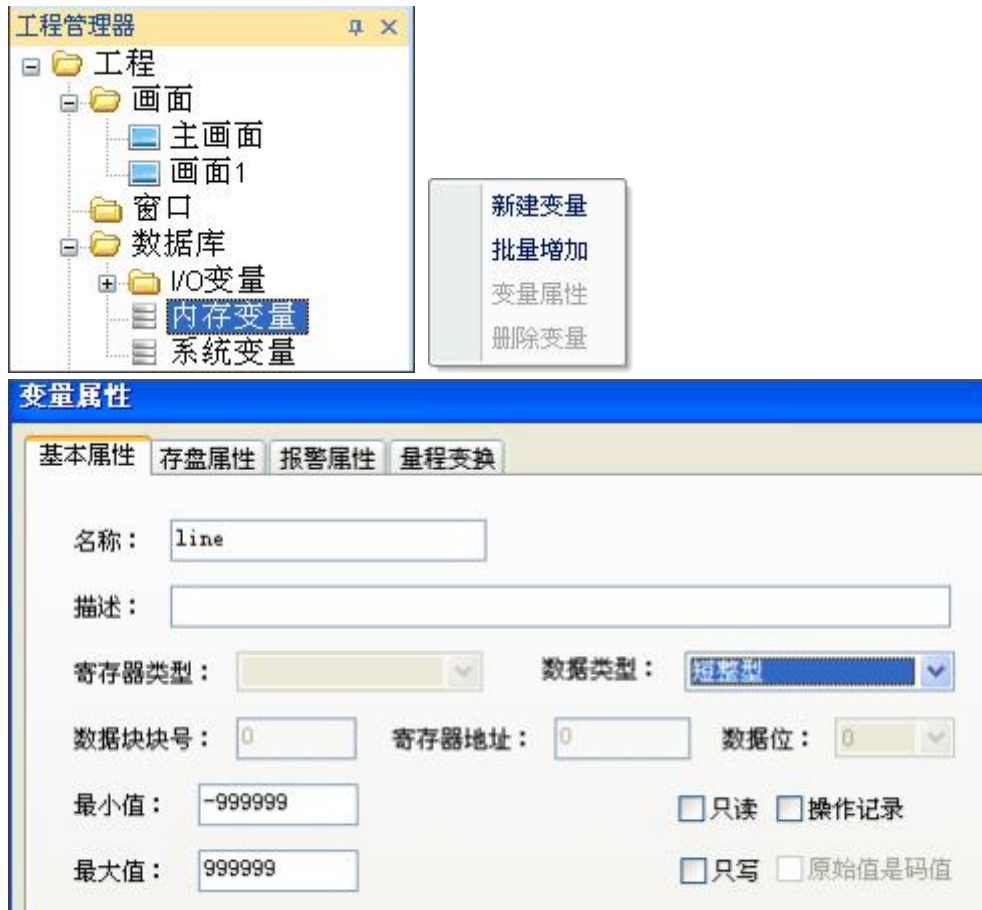 工程管理器
工程
画面
主画面
画面1
窗口
数据库
I/O变量
内存变量
系统变量
新建变量
批量增加
变量属性
删除变量
变量属性
基本属性 存盘属性 报警属性 量程变换
名称： line
描述：
寄存器类型： 数据类型： 短整型
数据块块号： 0 寄存器地址： 0 数据位： 0
最小值： -999999 只读 操作记录
最大值： 999999 只写 原始值是码值